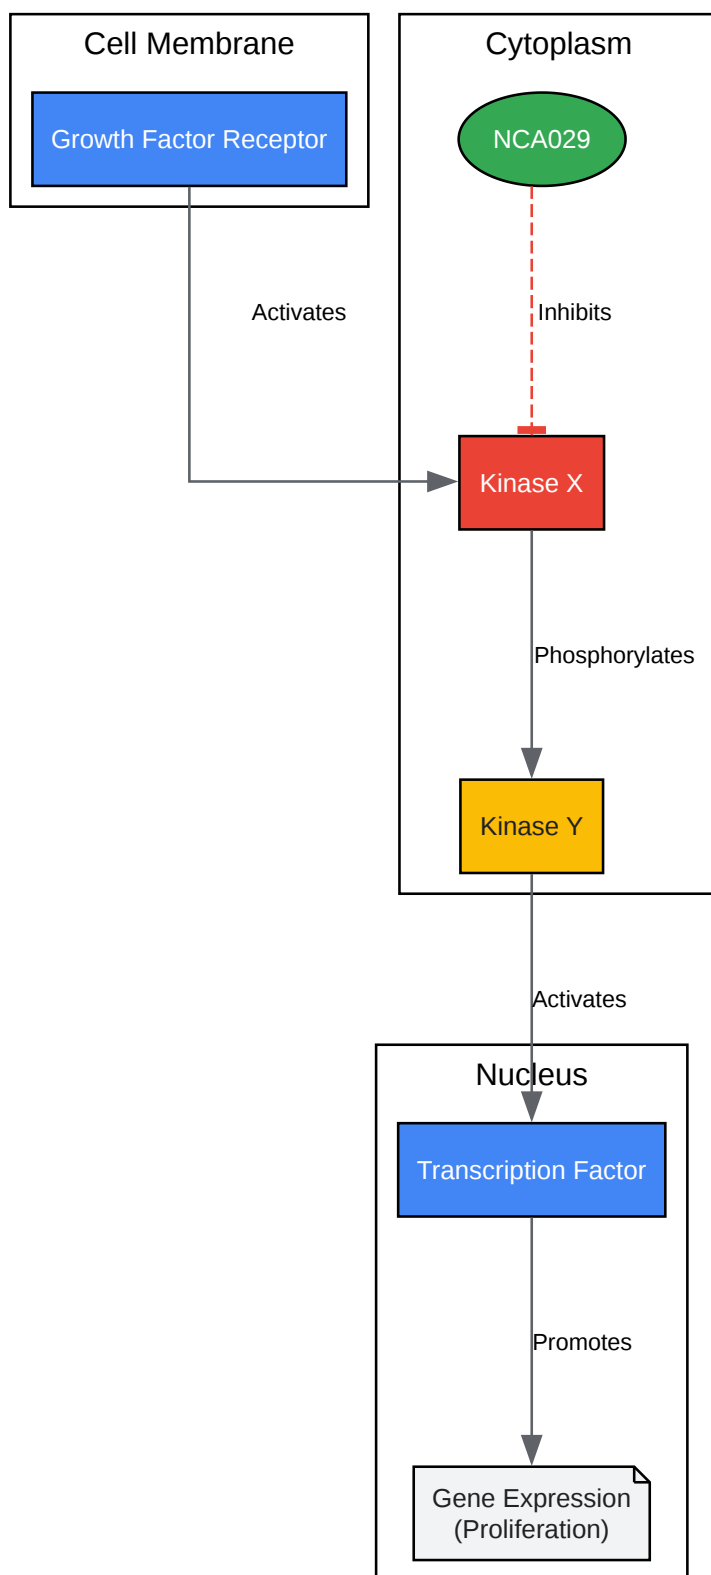 Cell Membrane
Cytoplasm
Growth Factor Receptor
NCA029
Activates
Inhibits
Kinase X
Phosphorylates
Kinase Y
Activates
Nucleus
Transcription Factor
Promotes
Gene Expression
(Proliferation)